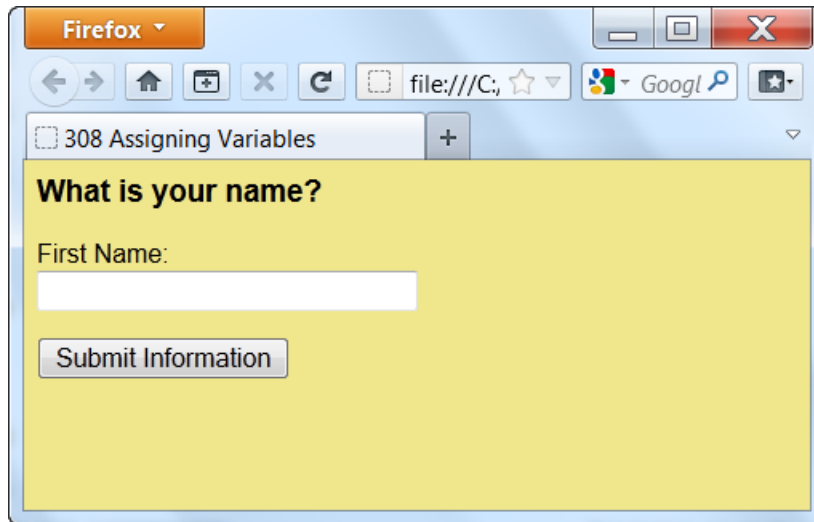 Firefox
file:///C:,
Googl
308 Assigning Variables
What is your name?
First Name:
Submit Information